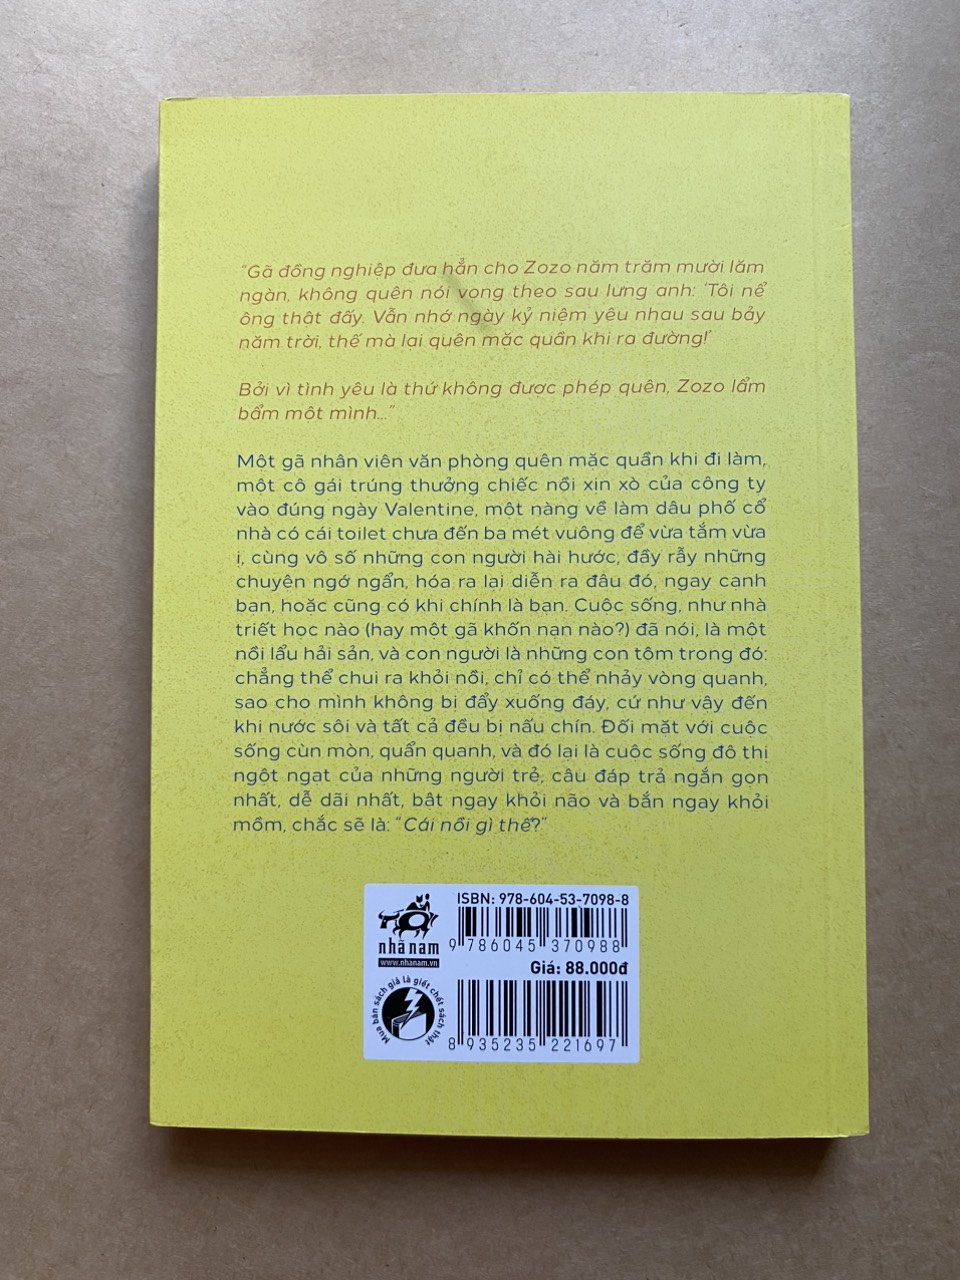 “Gã đồng nghiệp đưa hẳn cho Zozo năm trăm mười lăm
ngàn, không quên nói vọng theo sau lưng anh: ‘Tôi nể
ông thật đấy. Vẫn nhớ ngày kỷ niệm yêu nhau sau bảy
năm trời, thế mà lại quên mặc quần khi ra đường!’
Bởi vì tình yêu là thứ không được phép quên, Zozo lẩm
bẩm một mình...”
Một gã nhân viên văn phòng quên mặc quần khi đi làm,
một cô gái trúng thưởng chiếc nồi xịn xò của công ty
vào đúng ngày Valentine, một nàng về làm dâu phố cổ
nhà có cái toilet chưa đến ba mét vuông để vừa tắm vừa
ị, cùng vô số những con người hài hước, đầy rẫy những
chuyện ngớ ngẩn, hóa ra lại diễn ra đâu đó, ngay cạnh
bạn, hoặc cũng có khi chính là bạn. Cuộc sống, như nhà
triết học nào (hay một gã khốn nạn nào?) đã nói, là một
nồi lẩu hải sản, và con người là những con tôm trong đó:
chẳng thể chui ra khỏi nồi, chỉ có thể nhảy vòng quanh,
sao cho mình không bị đẩy xuống đáy, cứ như vậy đến
khi nước sôi và tất cả đều bị nấu chín. Đối mặt với cuộc
sống cùn mòn, quẩn quanh, và đó lại là cuộc sống đô thị
ngột ngạt của những người trẻ, câu đáp trả ngắn gọn
nhất, dễ dãi nhất, bật ngay khỏi não và bắn ngay khỏi
mồm, chắc sẽ là: “Cái nồi gì thế?”
ISBN: 978-604-53-7098-8
9 786045 370988
nhã nam
www.nhanam.vn
Giá: 88.000đ
Mua bán sách giả là giết chết sách thật
8 935235 221697